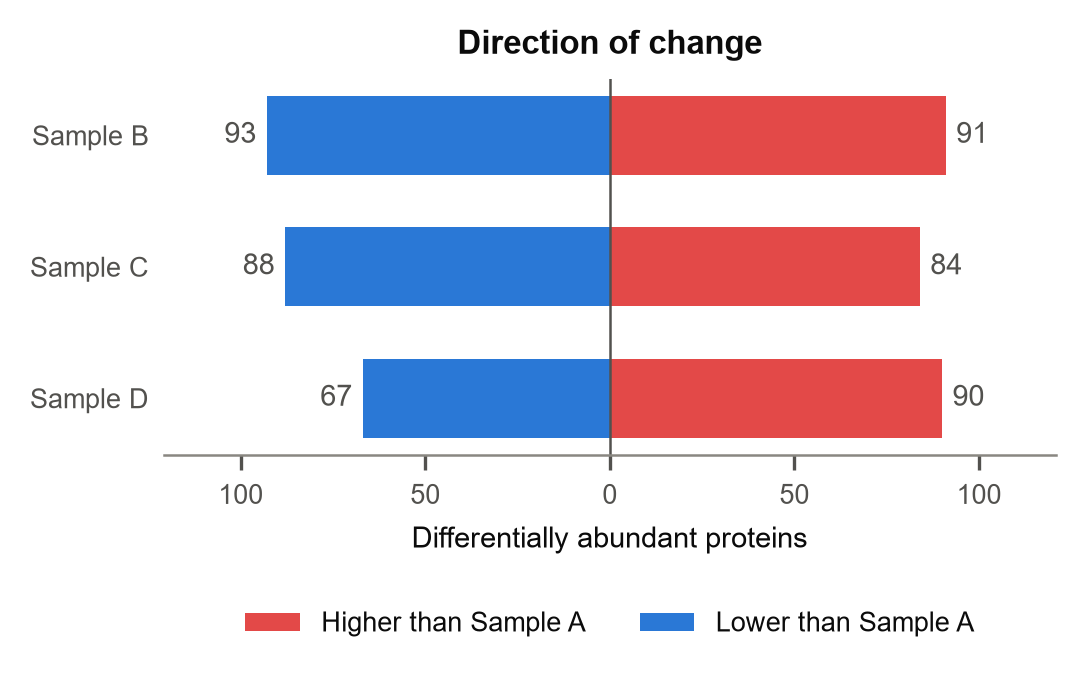 Direction of change
Sample B
93
91
Sample C
88
84
Sample D
67
90
100 50 0 50 100
Differentially abundant proteins
Higher than Sample A
Lower than Sample A